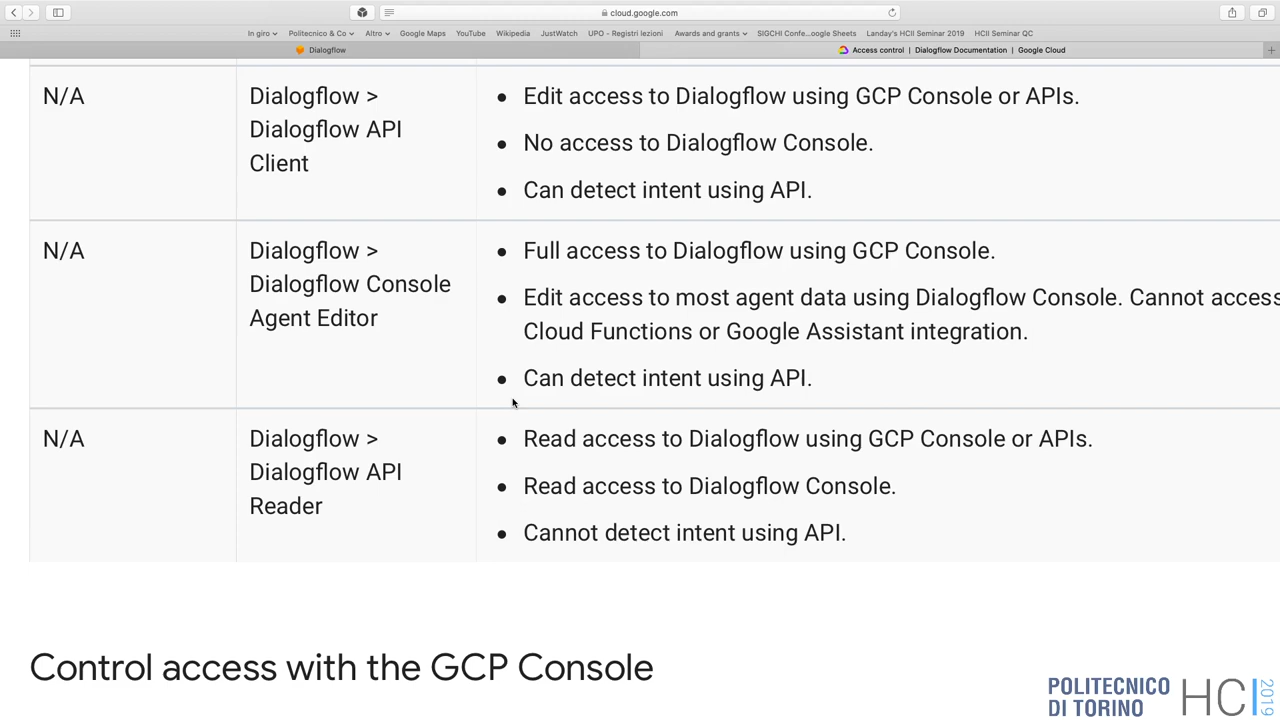 cloud.google.com
In giro
Politecnico & Co
Altro
Google Maps
YouTube
Wikipedia
JustWatch
UPO - Registri lezioni
Awards and grants
SIGCHI Confe...oogle Sheets
Landay's HCII Seminar 2019
HCII Seminar QC
Dialogflow
Access control | Dialogflow Documentation | Google Cloud
N/A
Dialogflow >
Dialogflow API
Client
• Edit access to Dialogflow using GCP Console or APIs.
• No access to Dialogflow Console.
• Can detect intent using API.
N/A
Dialogflow >
Dialogflow Console
Agent Editor
• Full access to Dialogflow using GCP Console.
• Edit access to most agent data using Dialogflow Console. Cannot access
Cloud Functions or Google Assistant integration.
• Can detect intent using API.
N/A
Dialogflow >
Dialogflow API
Reader
• Read access to Dialogflow using GCP Console or APIs.
• Read access to Dialogflow Console.
• Cannot detect intent using API.
Control access with the GCP Console
POLITECNICO
DI TORINO
HCI
2019